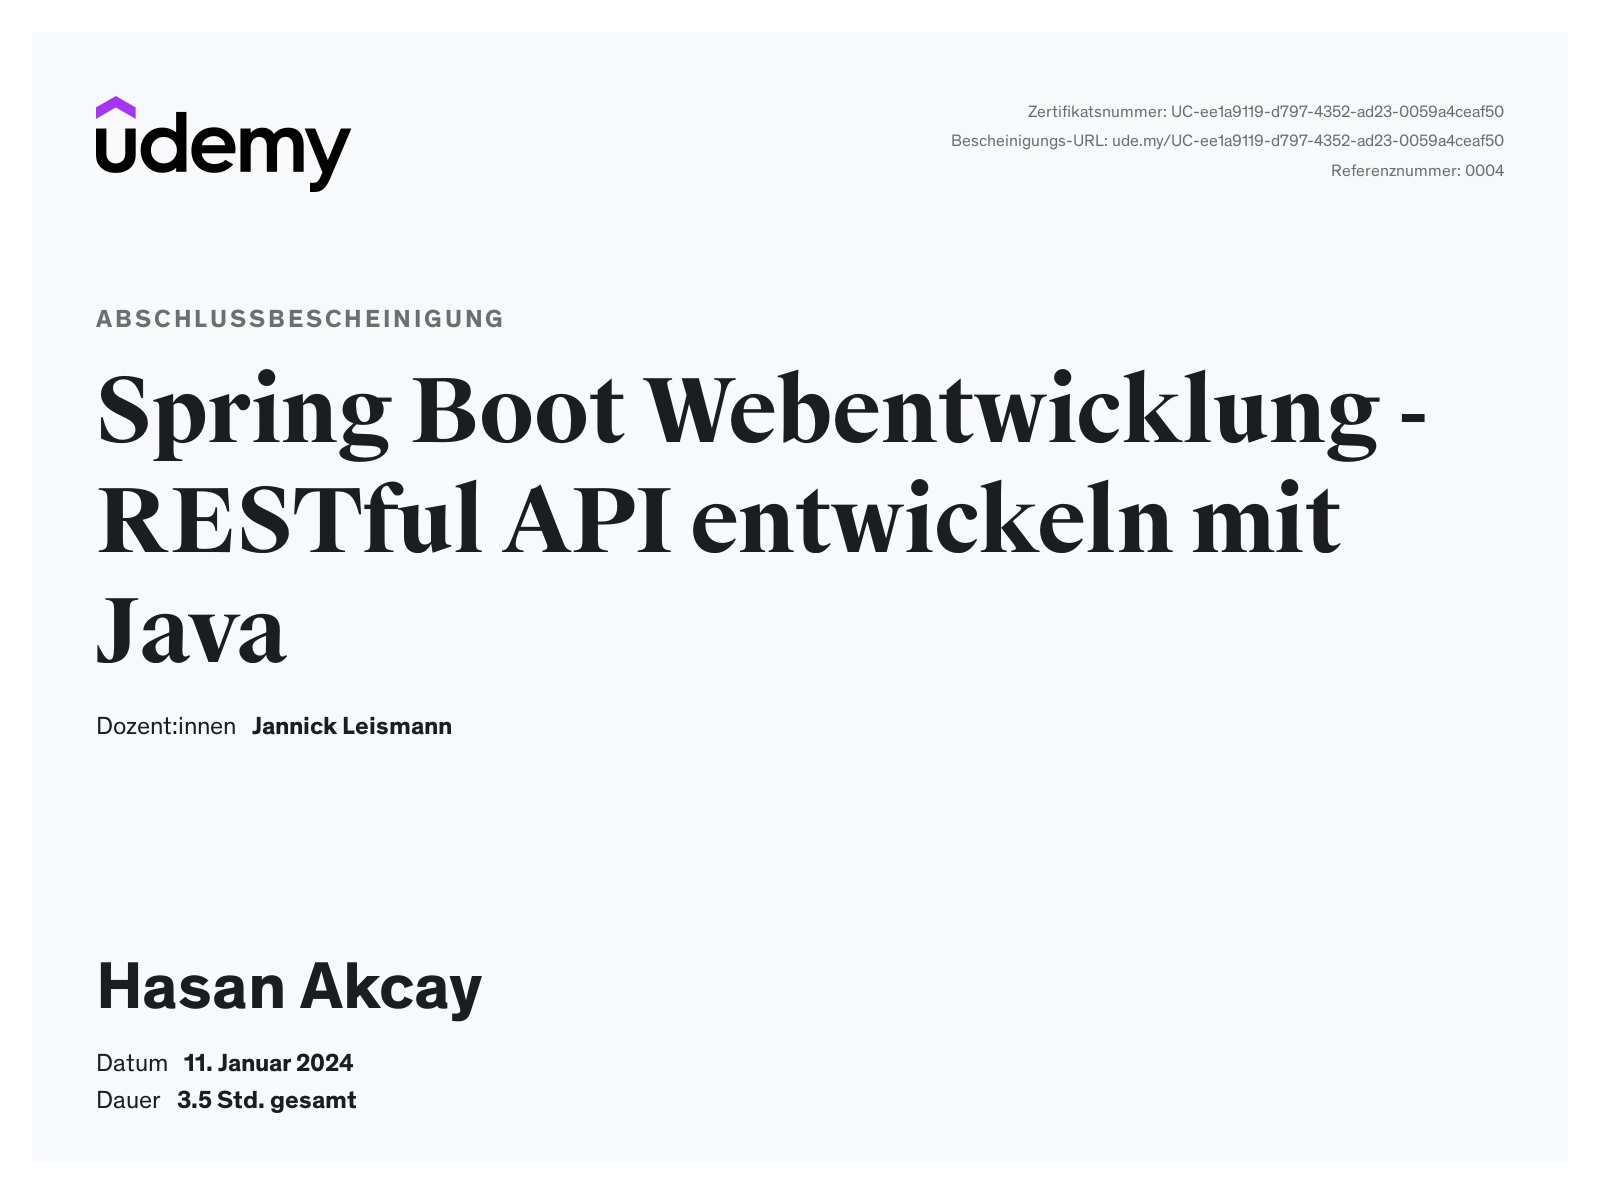 udemy
Zertifikatsnummer: UC-ee1a9119-d797-4352-ad23-0059a4ceaf50
Bescheinigungs-URL: ude.my/UC-ee1a9119-d797-4352-ad23-0059a4ceaf50
Referenznummer: 0004
ABSCHLUSSBESCHEINIGUNG
Spring Boot Webentwicklung -
RESTful API entwickeln mit
Java
Dozent:innen Jannick Leismann
Hasan Akcay
Datum 11. Januar 2024
Dauer 3.5 Std. gesamt